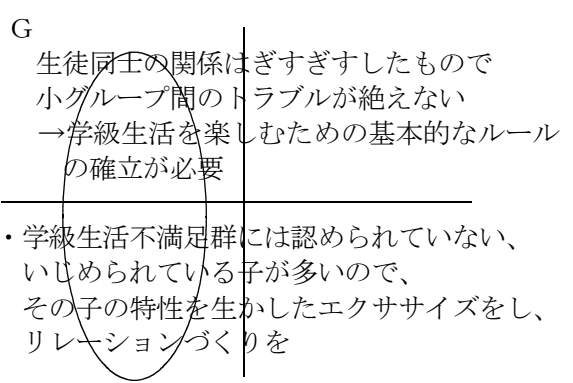 G
生徒同士の関係はぎすぎすしたもので
小グループ間のトラブルが絶えない
→学級生活を楽しむための基本的なルール
の確立が必要
・学級生活不満足群には認められていない、
いじめられている子が多いので、
その子の特性を生かしたエクササイズをし、
リレーションづくりを